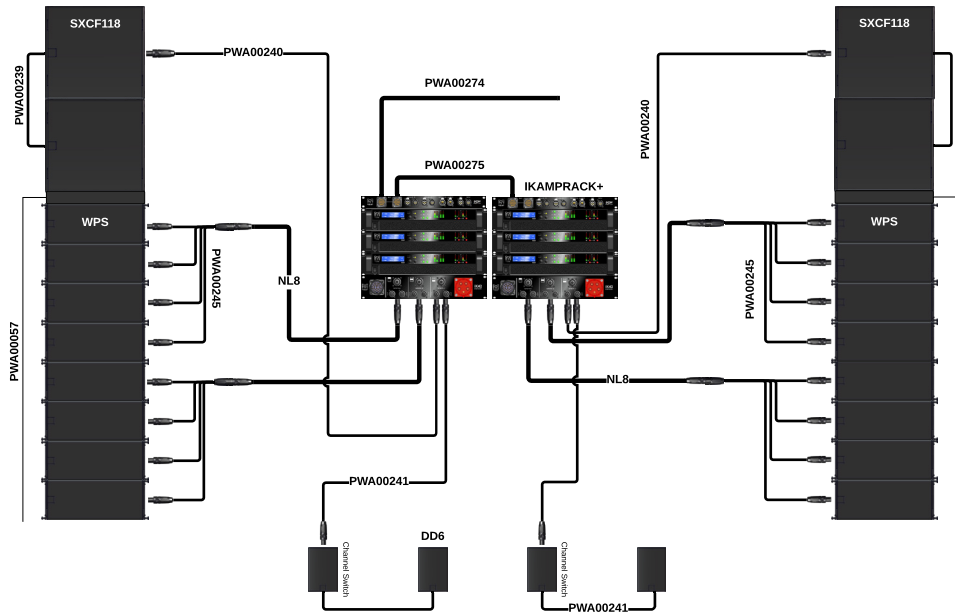 SXCF118
SXCF118
PWA00240
PWA00239
PWA00274
PWA00240
PWA00275
IKAMPRACK+
WPS
WPS
PWA00245
NL8
PWA00245
PWA00057
NL8
PWA00241
DD6
Channel Switch
Channel Switch
PWA00241